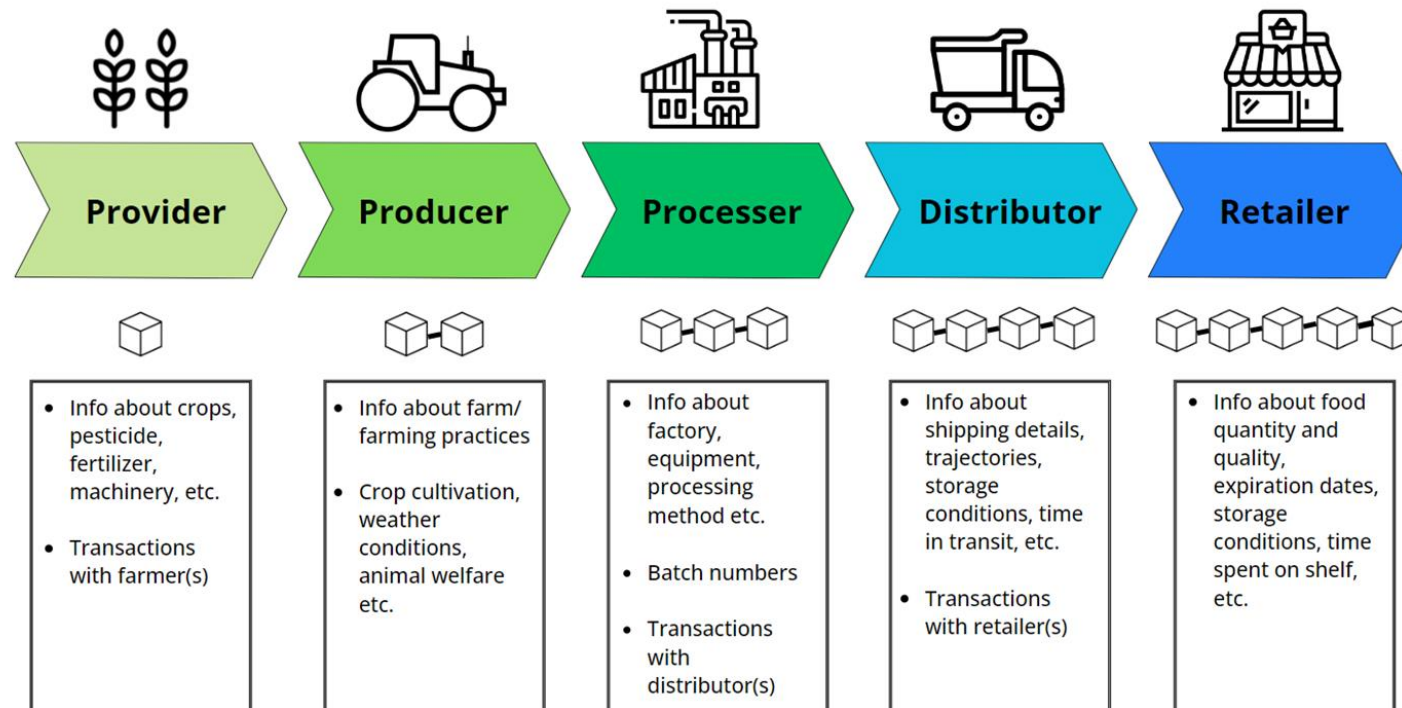 Provider
Producer
Processer
Distributor
Retailer
• Info about crops,
pesticide,
fertilizer,
machinery, etc.
• Transactions
with farmer(s)
• Info about farm/
farming practices
• Crop cultivation,
weather
conditions,
animal welfare
etc.
• Info about
factory,
equipment,
processing
method etc.
• Batch numbers
• Transactions
with
distributor(s)
• Info about
shipping details,
trajectories,
storage
conditions, time
in transit, etc.
• Transactions
with retailer(s)
• Info about food
quantity and
quality,
expiration dates,
storage
conditions, time
spent on shelf,
etc.